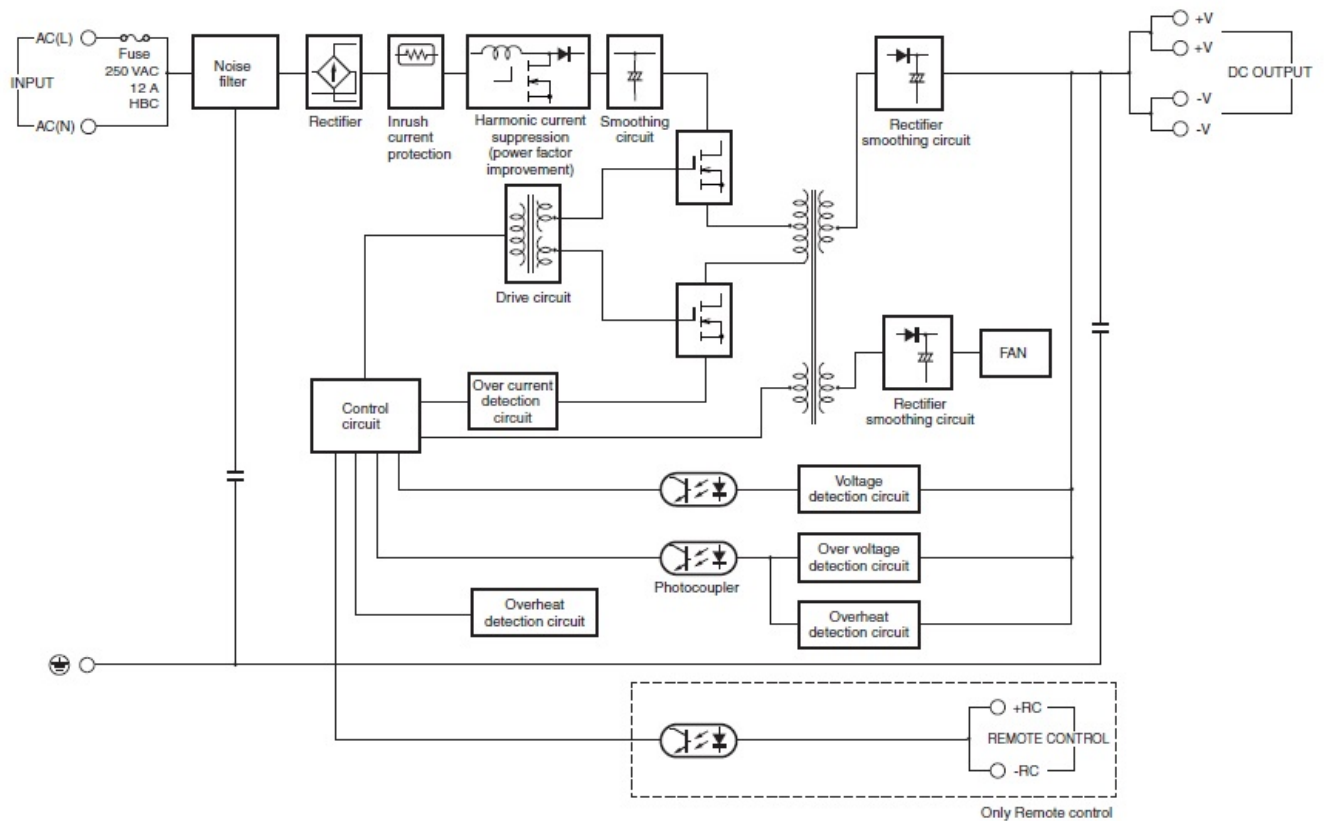 AC(L)
Fuse
250 VAC
12 A
HBC
INPUT
AC(N)
Noise
filter
Rectifier
Inrush
current
protection
Harmonic current
suppression
(power factor
improvement)
Smoothing
circuit
Rectifier
smoothing circuit
+V
+V
DC OUTPUT
-V
-V
Drive circuit
Control
circuit
Over current
detection
circuit
Rectifier
smoothing circuit
FAN
Voltage
detection circuit
Over voltage
detection circuit
Photocoupler
Overheat
detection circuit
Overheat
detection circuit
+RC
REMOTE CONTROL
-RC
Only Remote control